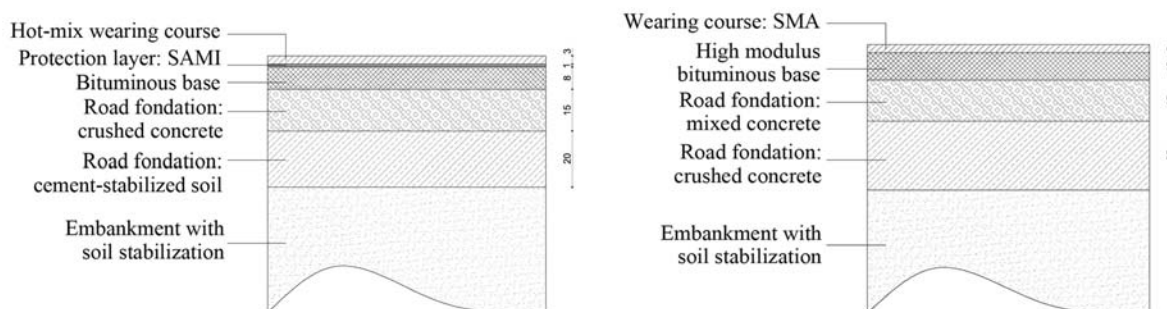 Hot-mix wearing course
Protection layer: SAMI
Bituminous base
Road fondation:
crushed concrete
Road fondation:
cement-stabilized soil
Embankment with
soil stabilization
3
1
8
15
20
Wearing course: SMA
High modulus
bituminous base
Road fondation:
mixed concrete
Road fondation:
crushed concrete
Embankment with
soil stabilization